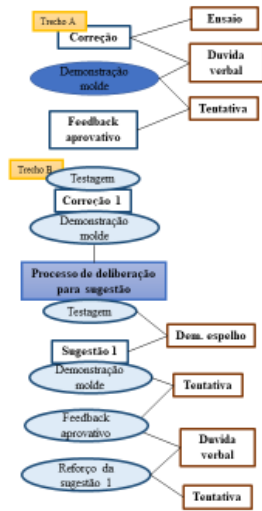 Trecho A
Ensaio
Correção
Duvida
verbal
Demonstração
molde
Tentativa
Feedback
aprovativo
Trecho B
Testagem
Correção 1
Demonstração
molde
Processo de deliberação
para sugestão
Testagem
Dem. espelho
Sugestão 1
Demonstração
molde
Tentativa
Feedback
aprovativo
Duvida
verbal
Reforço da
sugestão 1
Tentativa